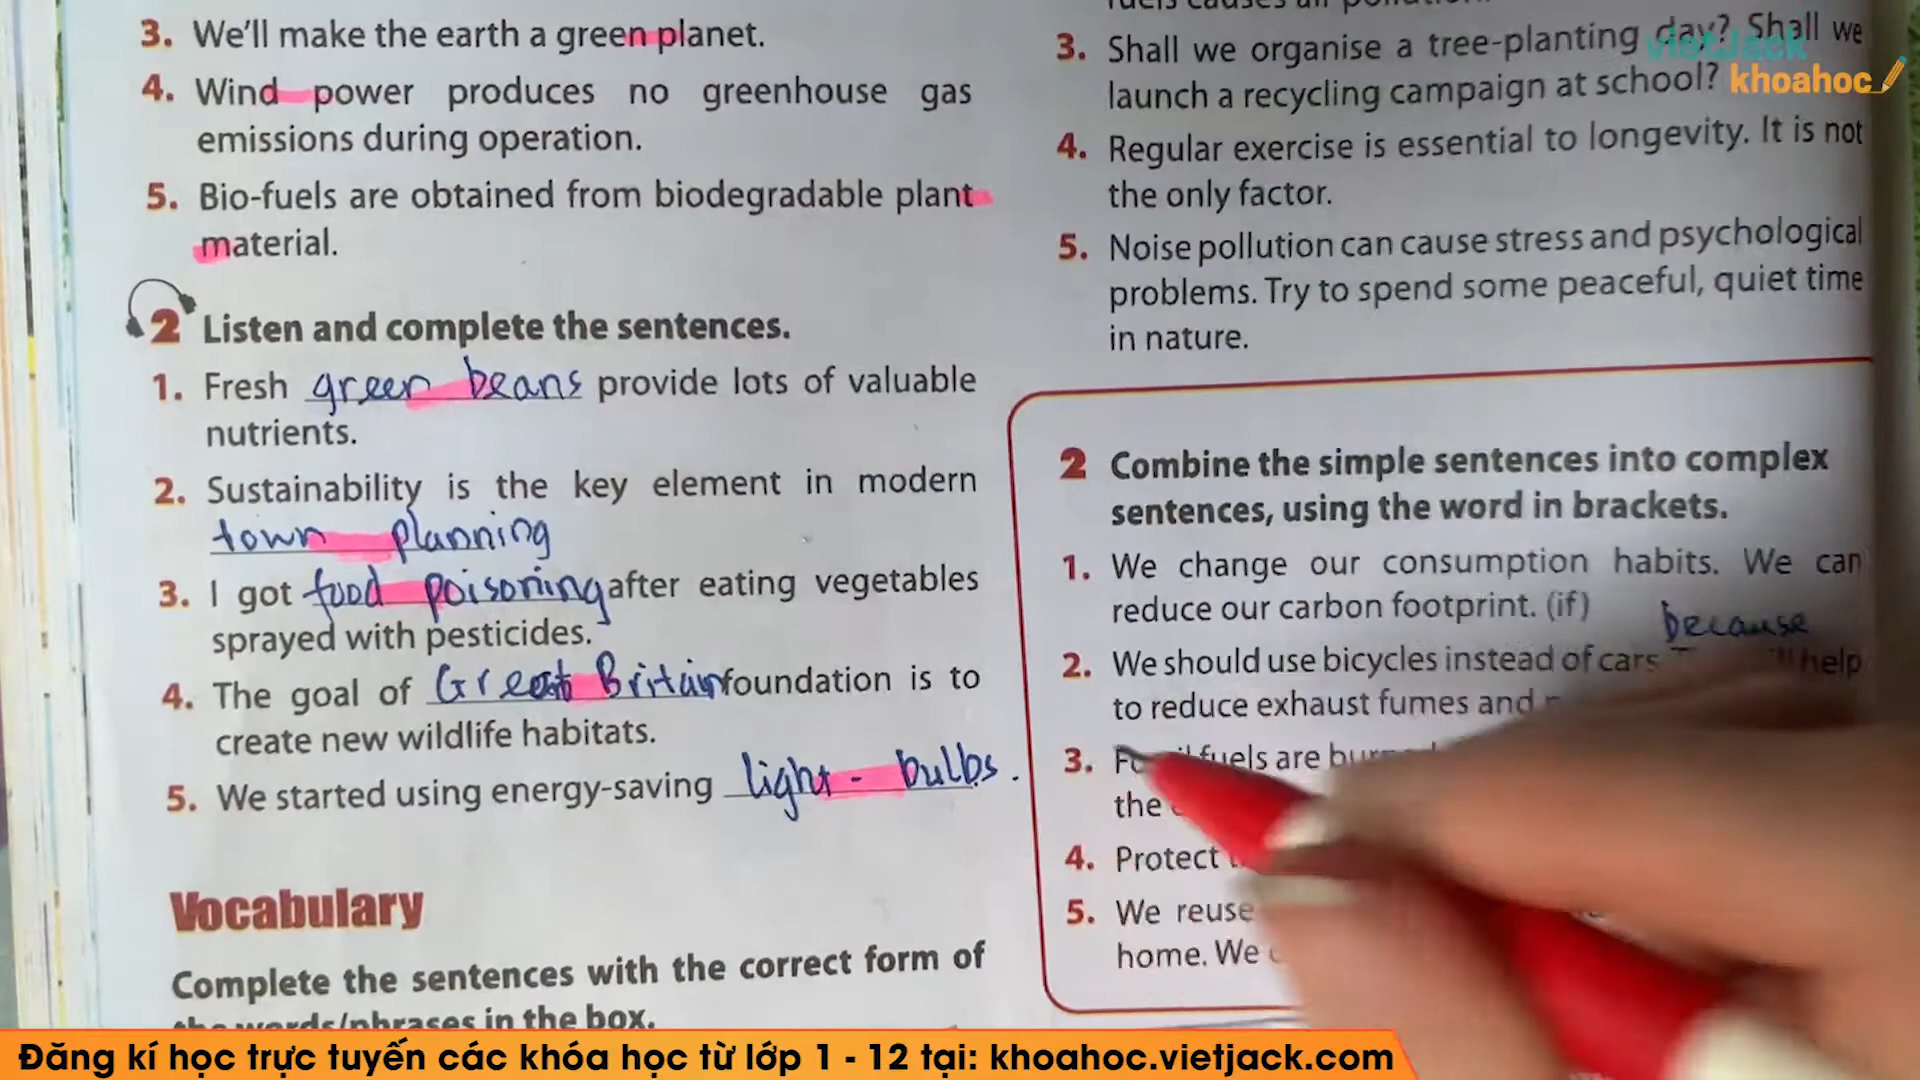 3. We'll make the earth a green planet.
4. Wind power produces no greenhouse gas
emissions during operation.
5. Bio-fuels are obtained from biodegradable plant
material.
2 Listen and complete the sentences.
1. Fresh green beans provide lots of valuable
nutrients.
2. Sustainability is the key element in modern
town planning
3. I got food poisoning after eating vegetables
sprayed with pesticides.
4. The goal of Great Britain foundation is to
create new wildlife habitats.
5. We started using energy-saving light - bulbs.
Vocabulary
Complete the sentences with the correct form of
the words/phrases in the box.
3. Shall we organise a tree-planting day? Shall we
launch a recycling campaign at school?
4. Regular exercise is essential to longevity. It is not
the only factor.
5. Noise pollution can cause stress and psychological
problems. Try to spend some peaceful, quiet time
in nature.
2 Combine the simple sentences into complex
sentences, using the word in brackets.
1. We change our consumption habits. We can
reduce our carbon footprint. (if)
because
2. We should use bicycles instead of cars help
to reduce exhaust fumes and
3. fuels are
the
4. Protect
5. We reuse
home. We
vietJack
khoahoc
Đăng kí học trực tuyến các khóa học từ lớp 1 - 12 tại: khoahoc.vietjack.com